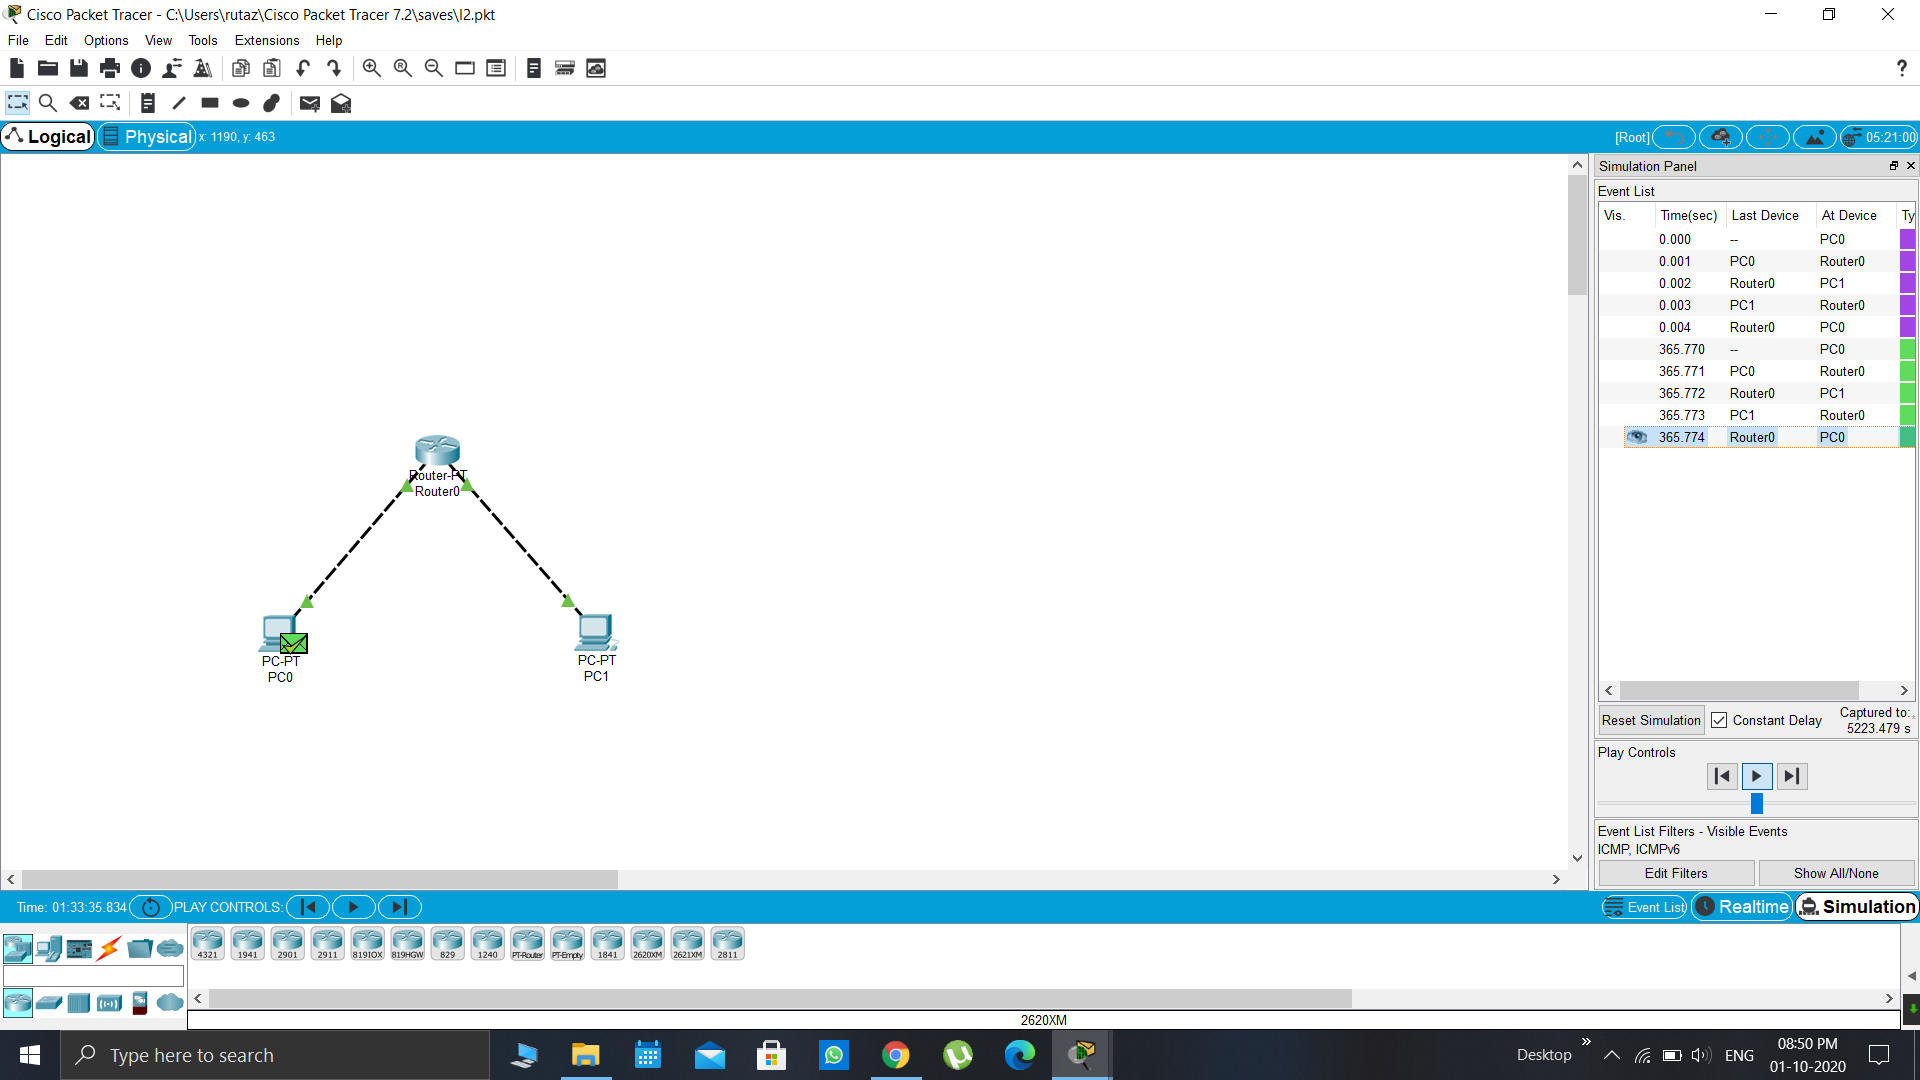 Cisco Packet Tracer - C:\Users\rutaz\Cisco Packet Tracer 7.2\saves\l2.pkt
File Edit Options View Tools Extensions Help
Logical Physical x: 1190, y: 463 [Root] 05:21:00
Simulation Panel
Event List
Vis. Time(sec) Last Device At Device Ty
0.000 -- PC0
0.001 PC0 Router0
0.002 Router0 PC1
0.003 PC1 Router0
0.004 Router0 PC0
365.770 -- PC0
365.771 PC0 Router0
365.772 Router0 PC1
365.773 PC1 Router0
365.774 Router0 PC0
Router-PT
Router0
PC-PT
PC0
PC-PT
PC1
Reset Simulation Constant Delay Captured to:
5223.479 s
Play Controls
Event List Filters - Visible Events
ICMP, ICMPv6
Edit Filters Show All/None
Time: 01:33:35.834 PLAY CONTROLS: Event List Realtime Simulation
4321 1941 2901 2911 819IOX 819HGW 829 1240 PT-Router PT-Empty 1841 2620XM 2621XM 2811
2620XM
Type here to search
Desktop ENG 08:50 PM
01-10-2020